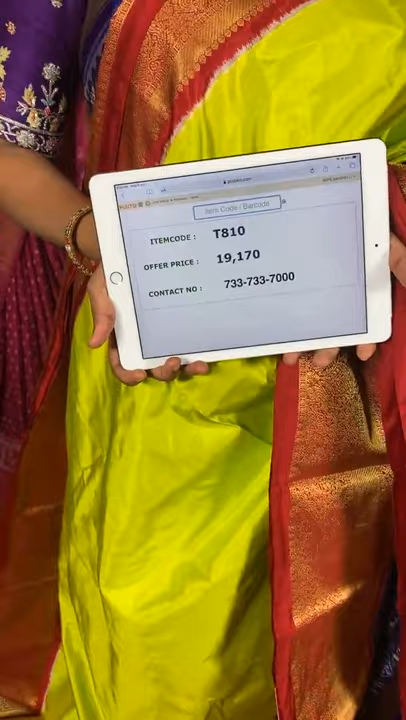 Item Code / Barcode
ITEMCODE : T810
OFFER PRICE : 19,170
CONTACT NO : 733-733-7000